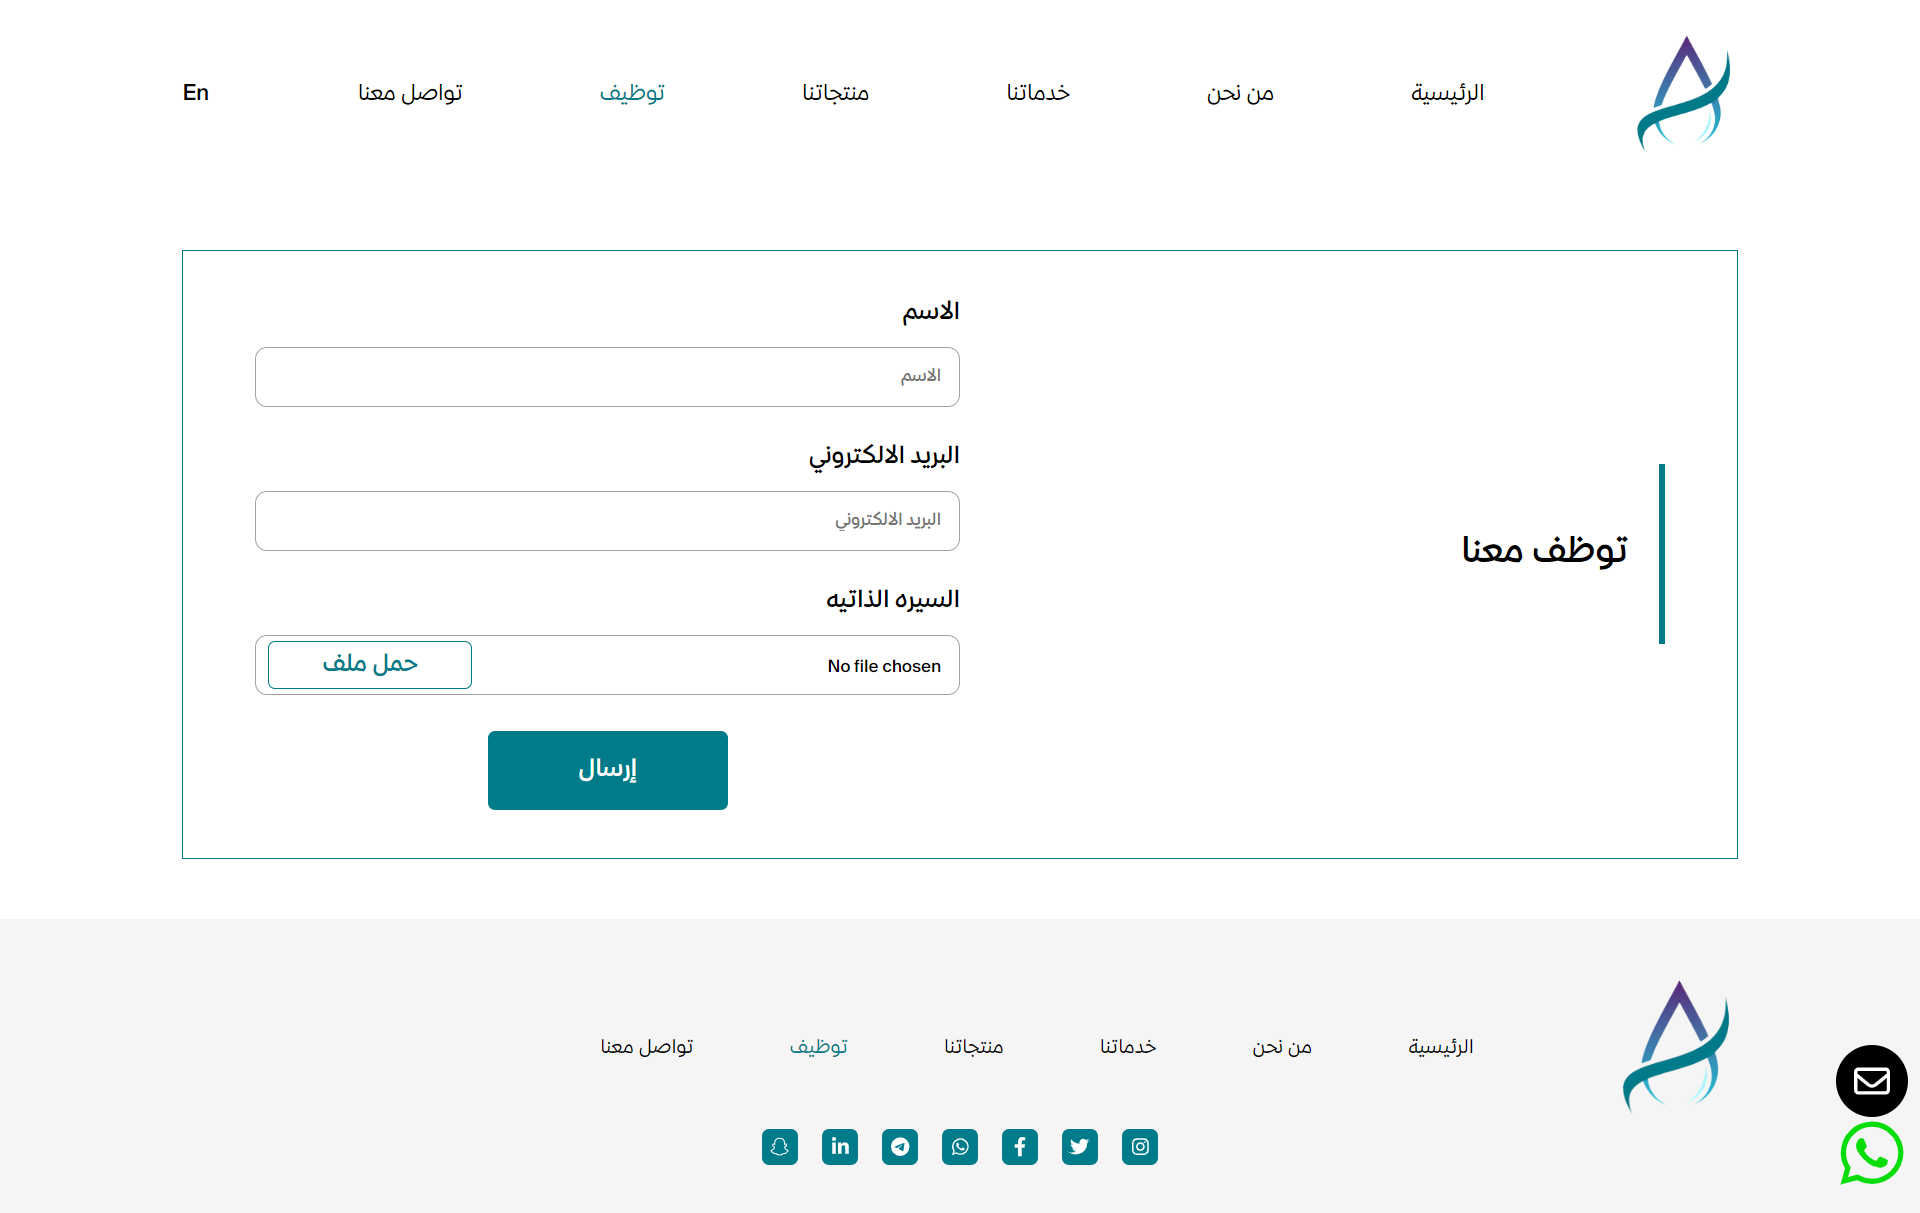 الرئيسية
من نحن
خدماتنا
منتجاتنا
توظيف
تواصل معنا
En
توظف معنا
الاسم
الاسم
البريد الالكتروني
البريد الالكتروني
السيره الذاتيه
No file chosen
حمل ملف
إرسال
الرئيسية
من نحن
خدماتنا
منتجاتنا
توظيف
تواصل معنا